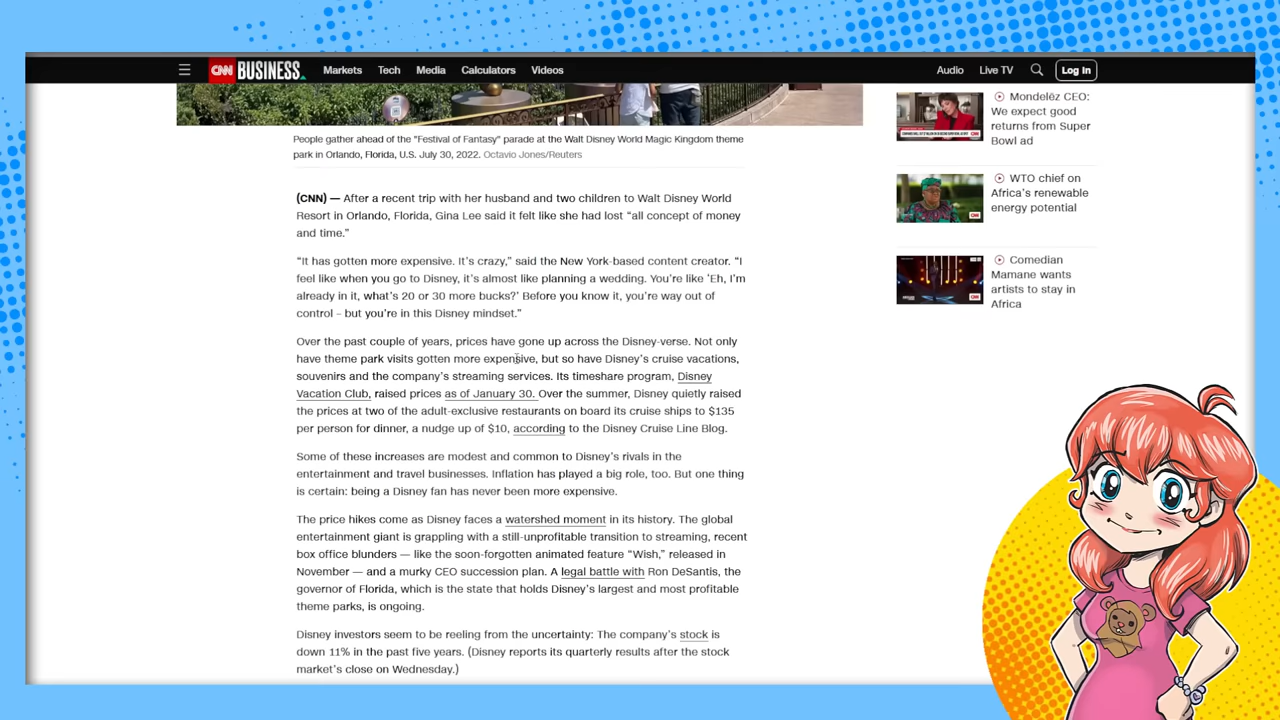 CNN BUSINESS Markets Tech Media Calculators Videos Audio Live TV Log In
People gather ahead of the "Festival of Fantasy" parade at the Walt Disney World Magic Kingdom theme
park in Orlando, Florida, U.S. July 30, 2022. Octavio Jones/Reuters
(CNN) — After a recent trip with her husband and two children to Walt Disney World
Resort in Orlando, Florida, Gina Lee said it felt like she had lost “all concept of money
and time.”
“It has gotten more expensive. It’s crazy,” said the New York-based content creator. “I
feel like when you go to Disney, it’s almost like planning a wedding. You’re like ‘Eh, I’m
already in it, what’s 20 or 30 more bucks?’ Before you know it, you’re way out of
control – but you’re in this Disney mindset.”
Over the past couple of years, prices have gone up across the Disney-verse. Not only
have theme park visits gotten more expensive, but so have Disney’s cruise vacations,
souvenirs and the company’s streaming services. Its timeshare program, Disney
Vacation Club, raised prices as of January 30. Over the summer, Disney quietly raised
the prices at two of the adult-exclusive restaurants on board its cruise ships to $135
per person for dinner, a nudge up of $10, according to the Disney Cruise Line Blog.
Some of these increases are modest and common to Disney’s rivals in the
entertainment and travel businesses. Inflation has played a big role, too. But one thing
is certain: being a Disney fan has never been more expensive.
The price hikes come as Disney faces a watershed moment in its history. The global
entertainment giant is grappling with a still-unprofitable transition to streaming, recent
box office blunders — like the soon-forgotten animated feature “Wish,” released in
November — and a murky CEO succession plan. A legal battle with Ron DeSantis, the
governor of Florida, which is the state that holds Disney’s largest and most profitable
theme parks, is ongoing.
Disney investors seem to be reeling from the uncertainty: The company’s stock is
down 11% in the past five years. (Disney reports its quarterly results after the stock
market’s close on Wednesday.)
Mondelēz CEO:
We expect good
returns from Super
Bowl ad
WTO chief on
Africa’s renewable
energy potential
Comedian
Mamane wants
artists to stay in
Africa